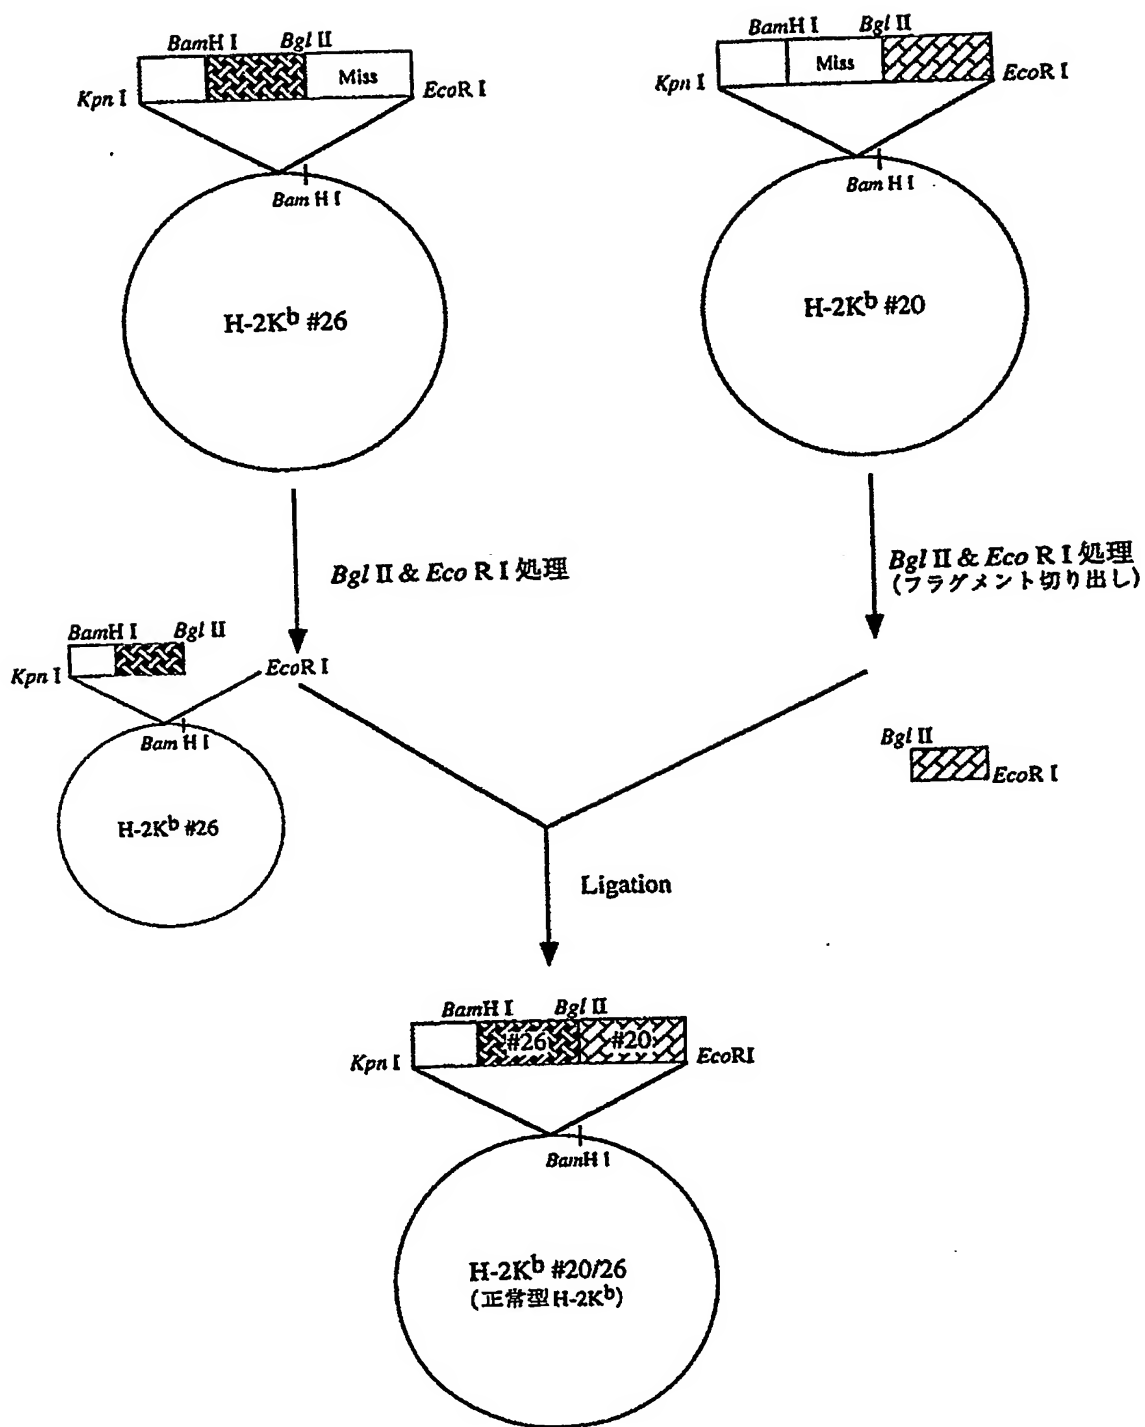 BamH I
Bgl II
Miss
Kpn I
EcoR I
Bam H I
H-2Kb #26
BamH I
Bgl II
Miss
Kpn I
EcoR I
Bam H I
H-2Kb #20
Bgl II & Eco R I 処理
Bgl II & Eco R I 処理
(フラグメント切り出し)
BamH I
Bgl II
Kpn I
EcoR I
Bam H I
H-2Kb #26
Bgl II
EcoR I
Ligation
BamH I
Bgl II
#26
#20
Kpn I
EcoRI
BamH I
H-2Kb #20/26
(正常型 H-2Kb)